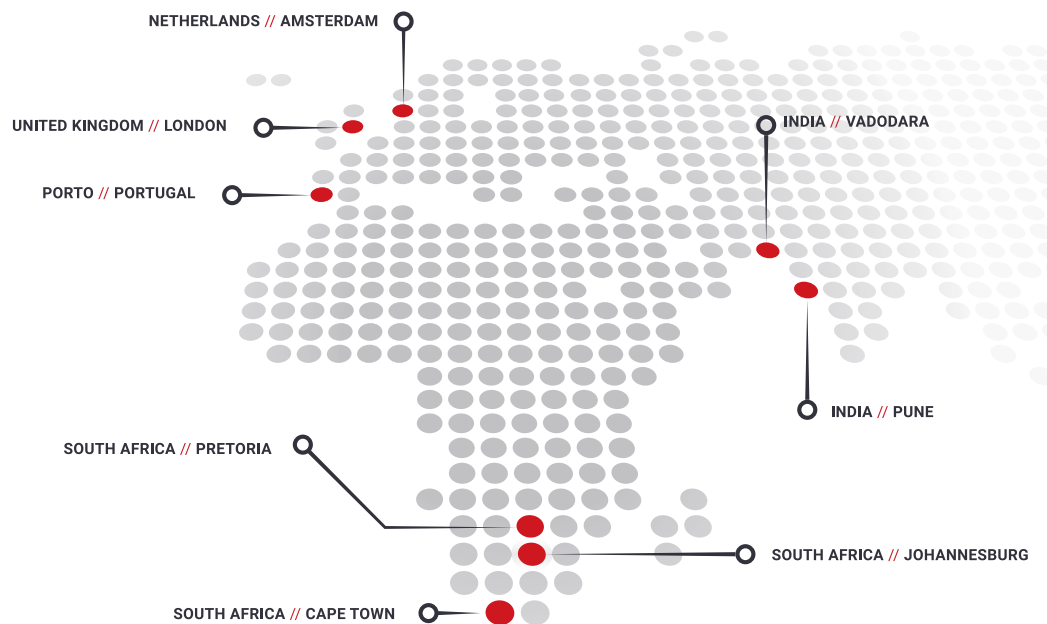 NETHERLANDS // AMSTERDAM
UNITED KINGDOM // LONDON
INDIA // VADODARA
PORTO // PORTUGAL
INDIA // PUNE
SOUTH AFRICA // PRETORIA
SOUTH AFRICA // JOHANNESBURG
SOUTH AFRICA // CAPE TOWN